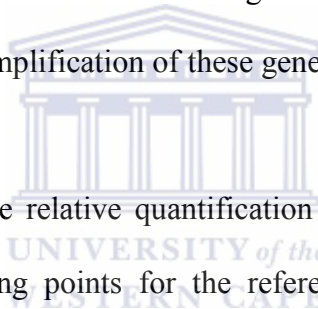 mplification of these gene
e relative quantification
UNIVERSITY of the
ng points for the refere
WESTERN CAPE